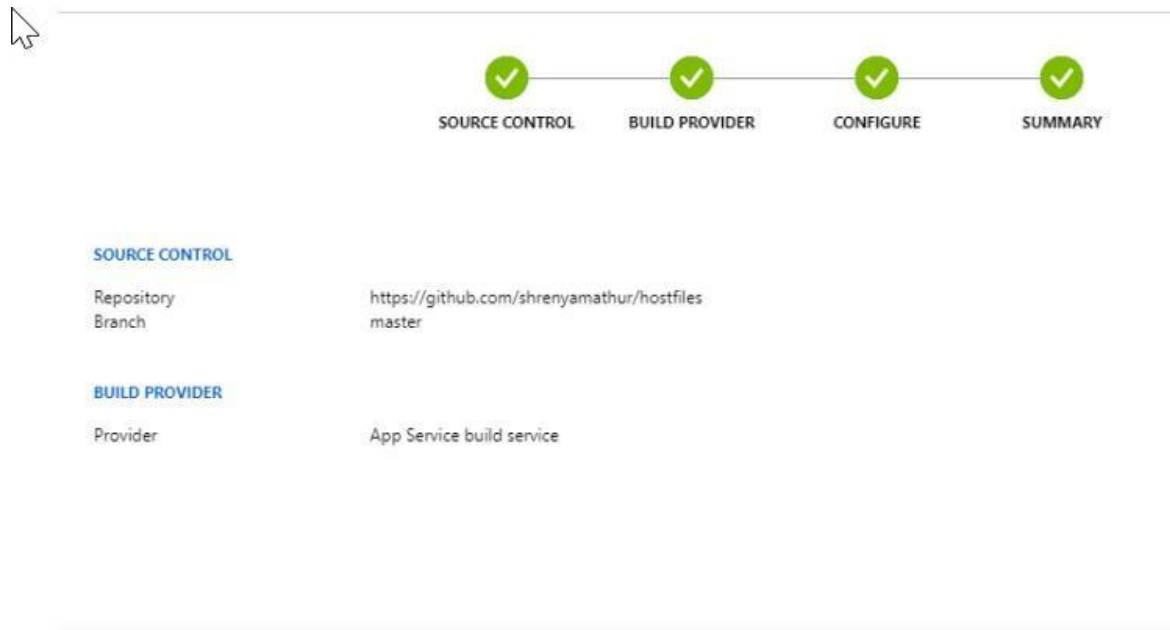 SOURCE CONTROL BUILD PROVIDER CONFIGURE SUMMARY
SOURCE CONTROL
Repository https://github.com/shrenyamathur/hostfiles
Branch master
BUILD PROVIDER
Provider App Service build service